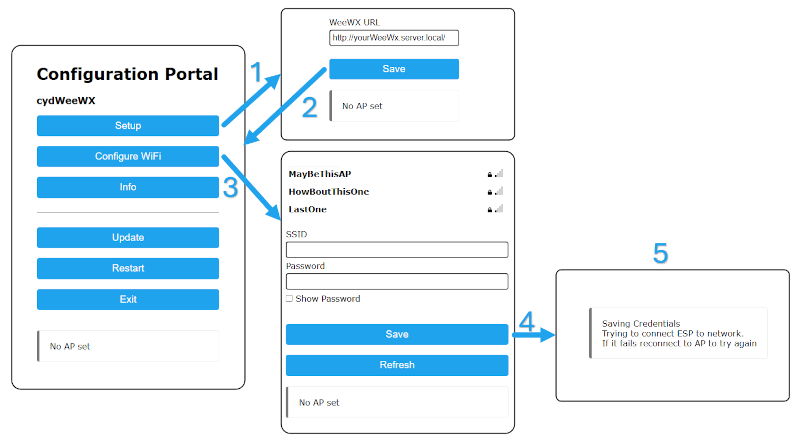 Configuration Portal
cydWeeWX
Setup
Configure WiFi
Info
Update
Restart
Exit
No AP set
1
WeeWX URL
http://yourWeeWx.server.local/
Save
No AP set
2
3
MayBeThisAP
HowBoutThisOne
LastOne
SSID
Password
Show Password
Save
Refresh
No AP set
4
5
Saving Credentials
Trying to connect ESP to network.
If it fails reconnect to AP to try again